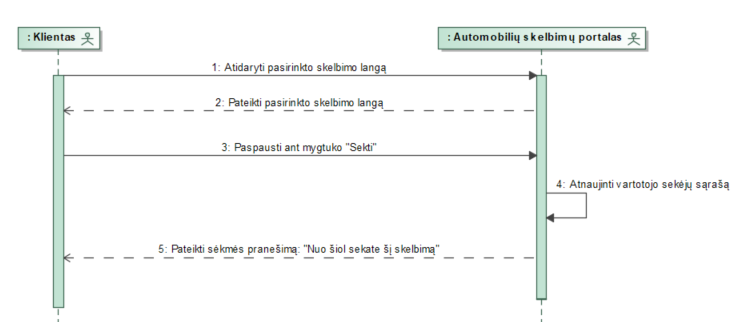 : Klientas
: Automobilių skelbimų portalas
1: Atidaryti pasirinkto skelbimo langą
2: Pateikti pasirinkto skelbimo langą
3: Paspausti ant mygtuko "Sekti"
4: Atnaujinti vartotojo sekėjų sąrašą
5: Pateikti sėkmės pranešimą: "Nuo šiol sekate šį skelbimą"